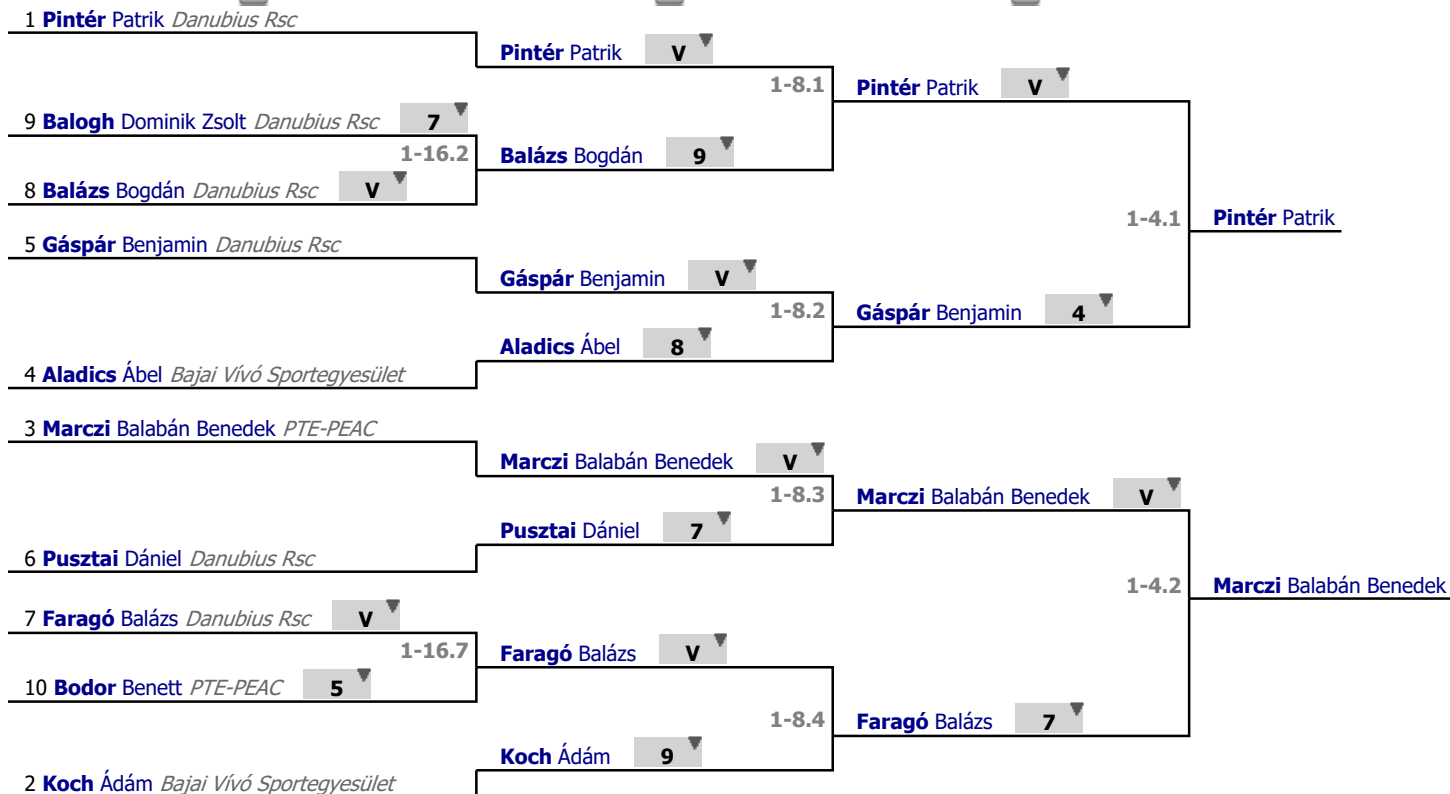 1 Pintér Patrik Danubius Rsc
Pintér Patrik V
1-8.1
Pintér Patrik V
9 Balogh Dominik Zsolt Danubius Rsc 7
1-16.2
Balázs Bogdán 9
8 Balázs Bogdán Danubius Rsc V
1-4.1
Pintér Patrik
5 Gáspár Benjamin Danubius Rsc
Gáspár Benjamin V
1-8.2
Gáspár Benjamin 4
Aladics Ábel 8
4 Aladics Ábel Bajai Vívó Sportegyesület
3 Marczi Balabán Benedek PTE-PEAC
Marczi Balabán Benedek V
1-8.3
Marczi Balabán Benedek V
Pusztai Dániel 7
6 Pusztai Dániel Danubius Rsc
1-4.2
Marczi Balabán Benedek
7 Faragó Balázs Danubius Rsc V
1-16.7
Faragó Balázs V
10 Bodor Benett PTE-PEAC 5
1-8.4
Faragó Balázs 7
Koch Ádám 9
2 Koch Ádám Bajai Vívó Sportegyesület